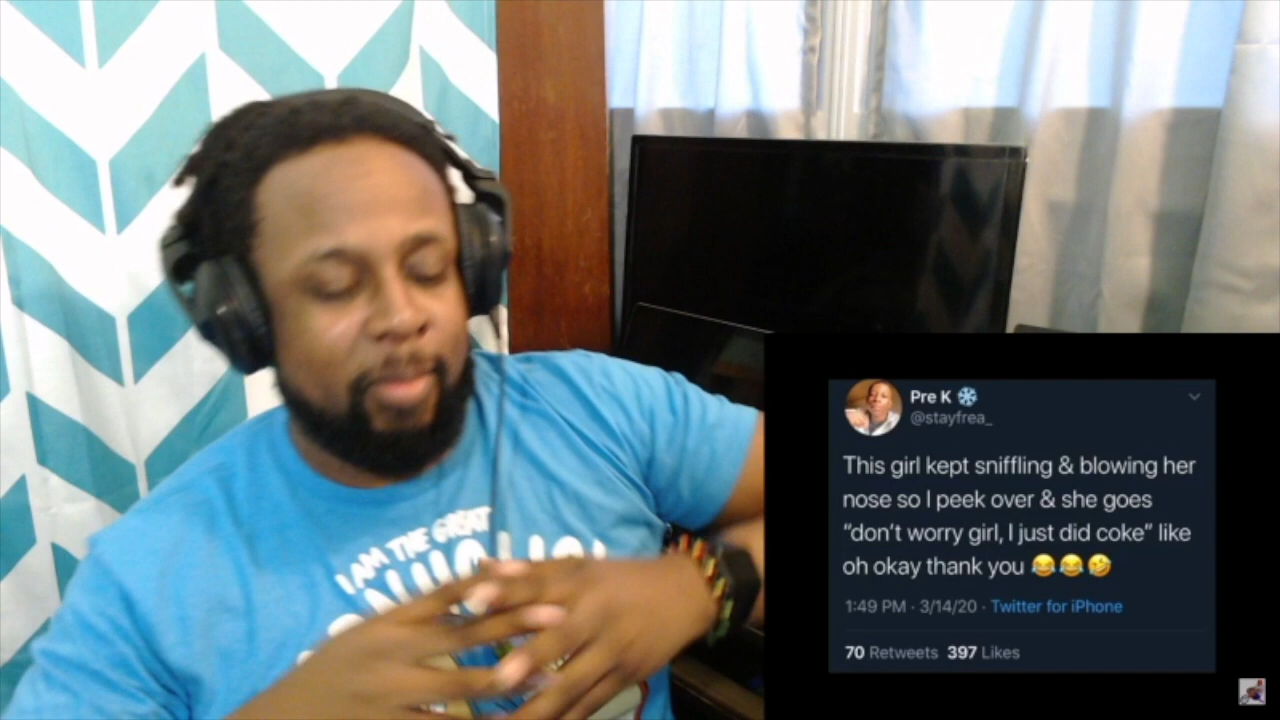 I AM THE GREAT
Pre K
@stayfrea_
This girl kept sniffling & blowing her
nose so I peek over & she goes
“don’t worry girl, I just did coke” like
oh okay thank you 😂😂🤣
1:49 PM · 3/14/20 · Twitter for iPhone
70 Retweets 397 Likes